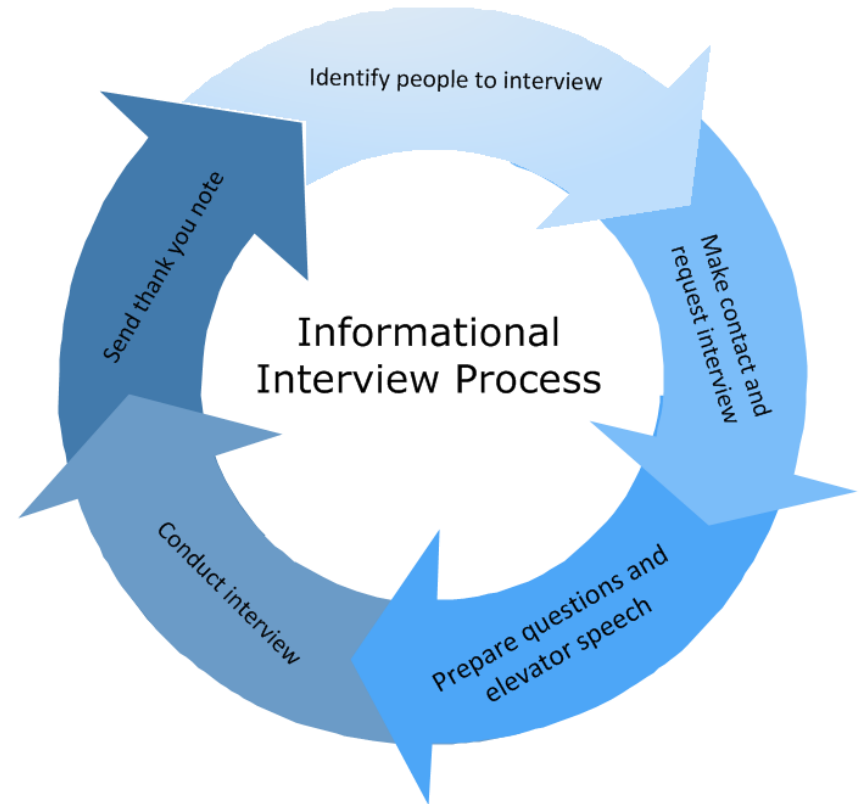 Identify people to interview
Make contact and
request interview
Informational
Interview Process
Prepare questions and
elevator speech
Conduct interview
Send thank you note